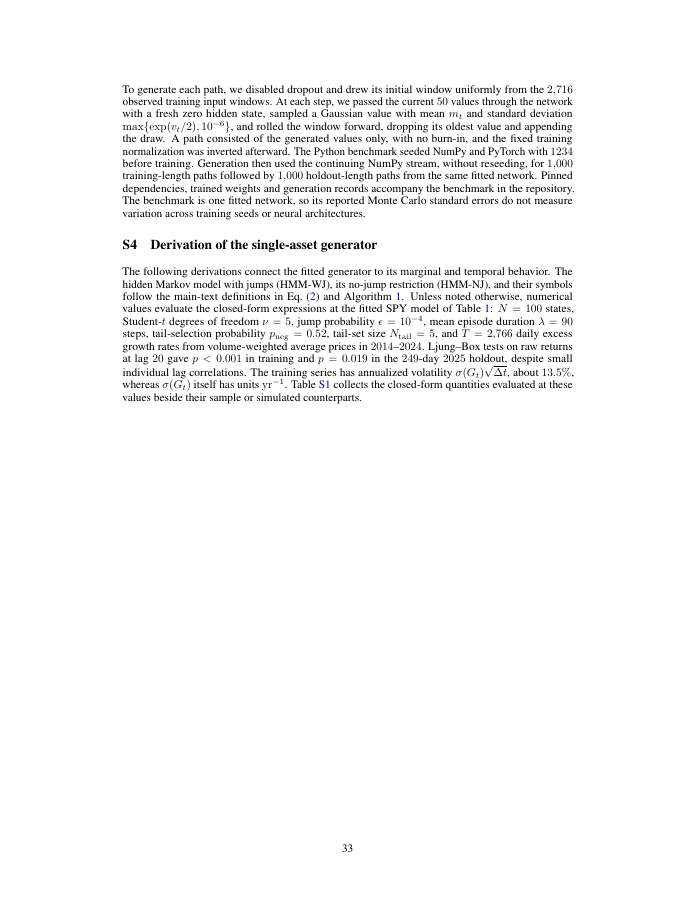 To generate each path, we disabled dropout and drew its initial window uniformly from the 2,716
observed training input windows. At each step, we passed the current 50 values through the network
with a fresh zero hidden state, sampled a Gaussian value with mean mₜ and standard deviation
max{exp(vₜ/2), 10⁻⁶}, and rolled the window forward, dropping its oldest value and appending
the draw. A path consisted of the generated values only, with no burn-in, and the fixed training
normalization was inverted afterward. The Python benchmark seeded NumPy and PyTorch with 1234
before training. Generation then used the continuing NumPy stream, without reseeding, for 1,000
training-length paths followed by 1,000 holdout-length paths from the same fitted network. Pinned
dependencies, trained weights and generation records accompany the benchmark in the repository.
The benchmark is one fitted network, so its reported Monte Carlo standard errors do not measure
variation across training seeds or neural architectures.
S4 Derivation of the single-asset generator
The following derivations connect the fitted generator to its marginal and temporal behavior. The
hidden Markov model with jumps (HMM-WJ), its no-jump restriction (HMM-NJ), and their symbols
follow the main-text definitions in Eq. (2) and Algorithm 1. Unless noted otherwise, numerical
values evaluate the closed-form expressions at the fitted SPY model of Table 1: N = 100 states,
Student-t degrees of freedom ν = 5, jump probability ϵ = 10⁻⁴, mean episode duration λ = 90
steps, tail-selection probability p_neg = 0.52, tail-set size N_tail = 5, and T = 2,766 daily excess
growth rates from volume-weighted average prices in 2014–2024. Ljung–Box tests on raw returns
at lag 20 gave p < 0.001 in training and p = 0.019 in the 249-day 2025 holdout, despite small
individual lag correlations. The training series has annualized volatility σ(Gₜ)√Δt, about 13.5%,
whereas σ(Gₜ) itself has units yr⁻¹. Table S1 collects the closed-form quantities evaluated at these
values beside their sample or simulated counterparts.
33